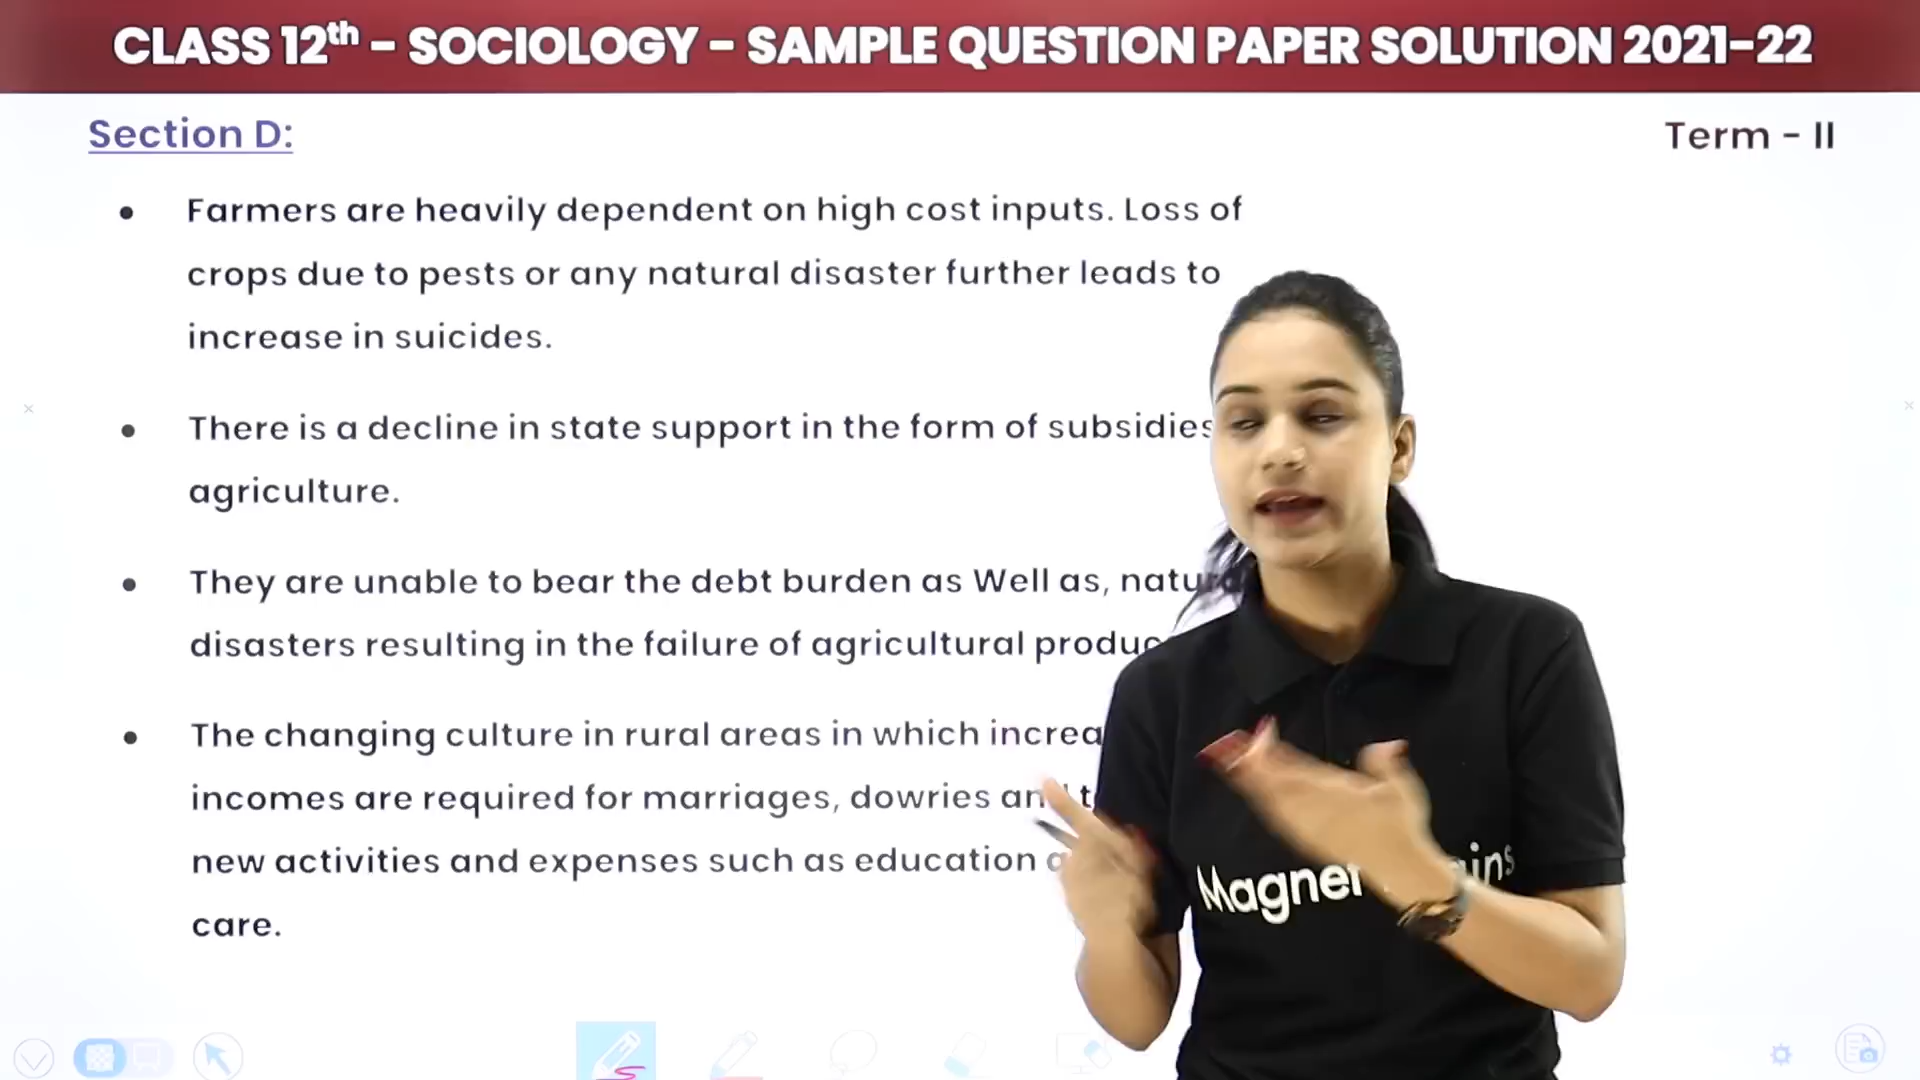 CLASS 12th - SOCIOLOGY - SAMPLE QUESTION PAPER SOLUTION 2021-22
Section D:
Term - II
• Farmers are heavily dependent on high cost inputs. Loss of
crops due to pests or any natural disaster further leads to
increase in suicides.
• There is a decline in state support in the form of subsidies
agriculture.
• They are unable to bear the debt burden as Well as, natural
disasters resulting in the failure of agricultural
• The changing culture in rural areas in which
incomes are required for marriages, dowries and
new activities and expenses such as education
care.
Magnet